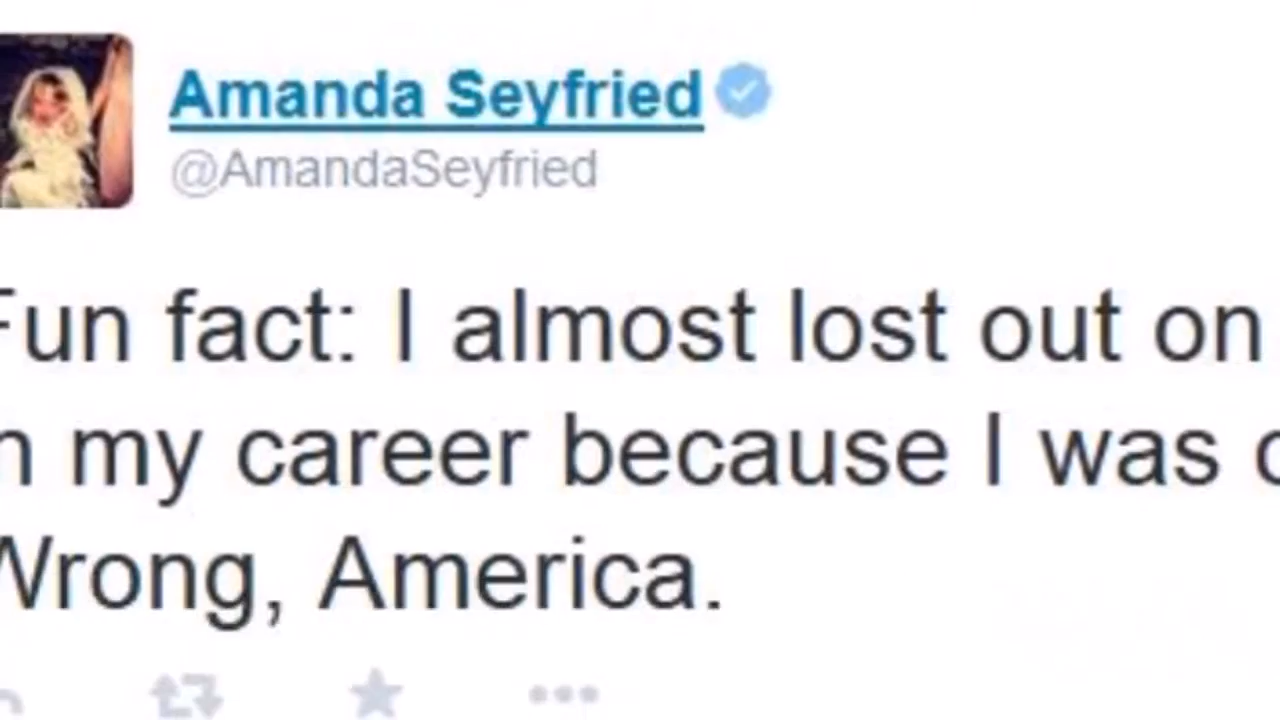 Amanda Seyfried
@AmandaSeyfried
Fun fact: I almost lost out on
my career because I was
Wrong, America.